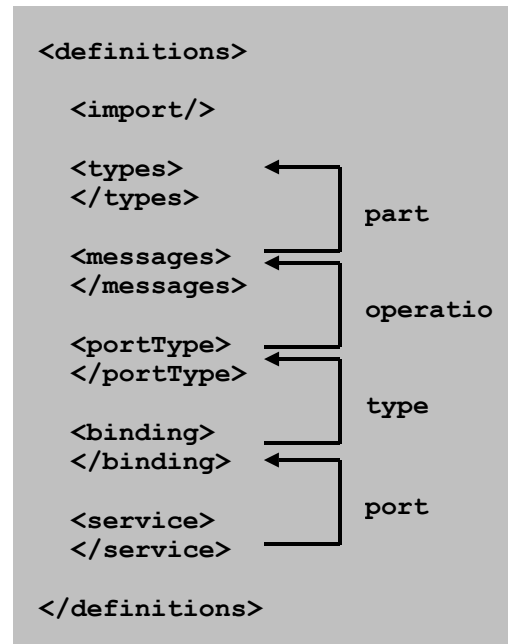 <definitions>
<import/>
<types>
</types>
part
<messages>
</messages>
operatio
<portType>
</portType>
type
<binding>
</binding>
port
<service>
</service>
</definitions>